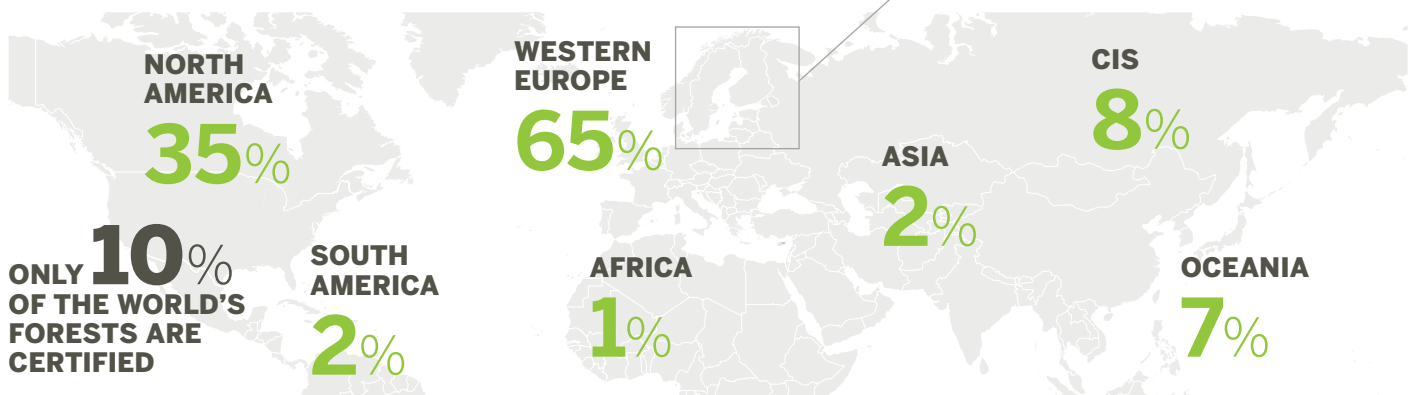 NORTH
AMERICA
35%
WESTERN
EUROPE
65%
CIS
8%
ASIA
2%
ONLY 10%
OF THE WORLD'S
FORESTS ARE
CERTIFIED
SOUTH
AMERICA
2%
AFRICA
1%
OCEANIA
7%